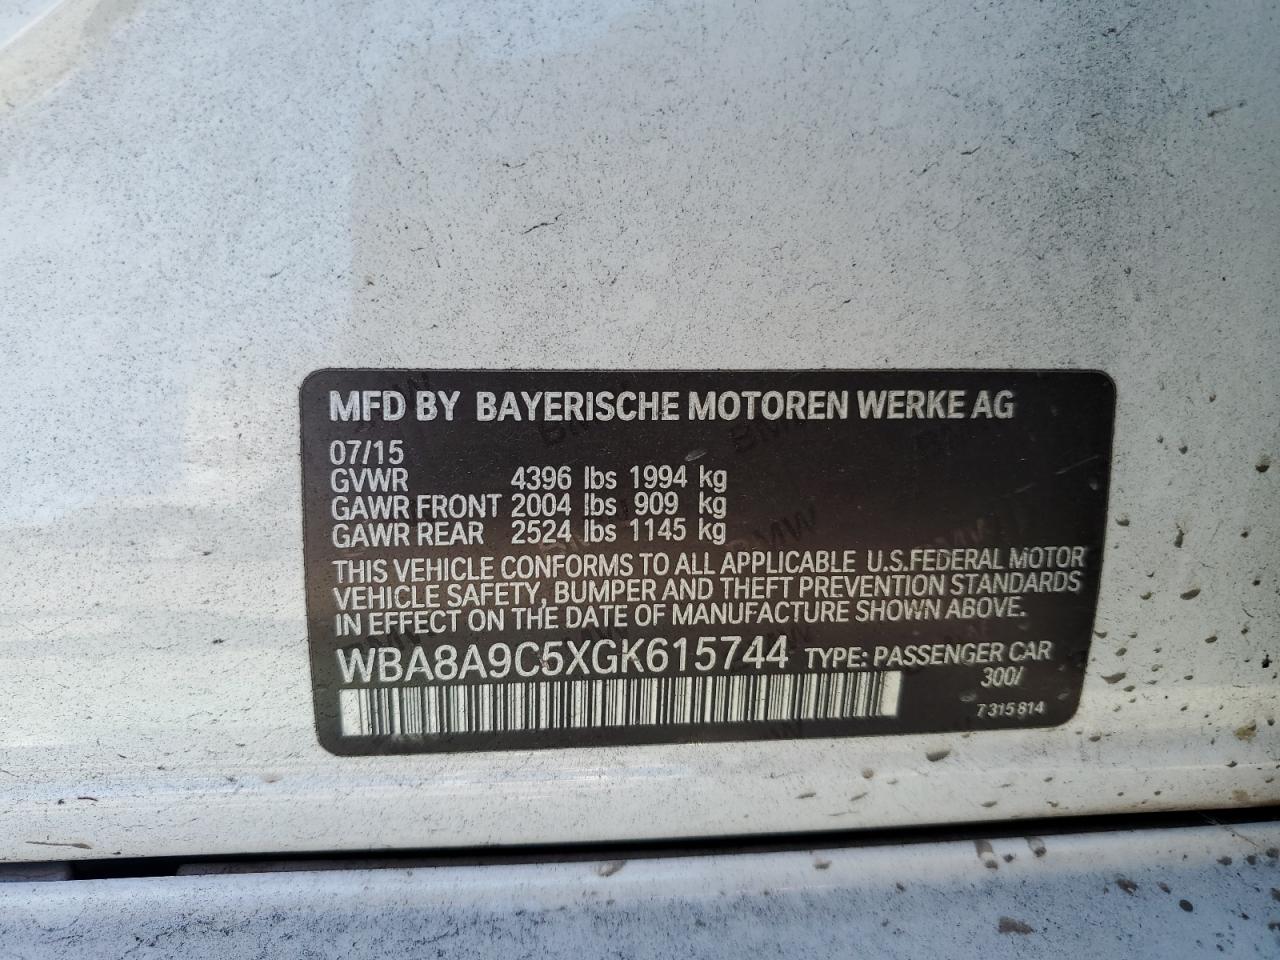 MFD BY BAYERISCHE MOTOREN WERKE AG
07/15
GVWR 4396 lbs 1994 kg
GAWR FRONT 2004 lbs 909 kg
GAWR REAR 2524 lbs 1145 kg
THIS VEHICLE CONFORMS TO ALL APPLICABLE U.S.FEDERAL MOTOR
VEHICLE SAFETY, BUMPER AND THEFT PREVENTION STANDARDS
IN EFFECT ON THE DATE OF MANUFACTURE SHOWN ABOVE.
WBA8A9C5XGK615744 TYPE: PASSENGER CAR
300/
7 315 814